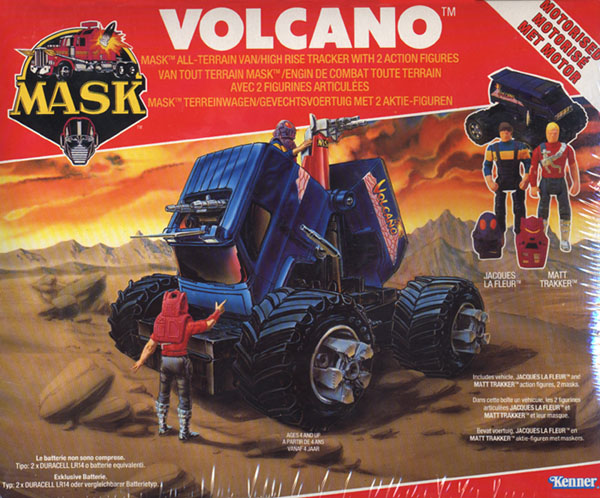 VOLCANO™
MASK™ ALL-TERRAIN VAN/HIGH RISE TRACKER WITH 2 ACTION FIGURES
VAN TOUT TERRAIN MASK™/ENGIN DE COMBAT TOUTE TERRAIN
AVEC 2 FIGURINES ARTICULÉES
MASK™ TERREINWAGEN/GEVECHTSVOERTUIG MET 2 AKTIE-FIGUREN
MOTORISED
MOTORISÉ
MET MOTOR
MASK
™
VOLCANO
JACQUES
LA FLEUR™
MATT
TRAKKER™
Includes vehicle, JACQUES LA FLEUR™ and
MATT TRAKKER™ action figures, 2 masks.
Dans cette boîte un véhicule, les 2 figurines
articulées JACQUES LA FLEUR™ et
MATT TRAKKER™ et leur masque.
Bevat voertuig, JACQUES LA FLEUR™ en
MATT TRAKKER™ aktie-figuren met maskers.
AGES 4 AND UP
A PARTIR DE 4 ANS
VANAF 4 JAAR
Le batterie non sono comprese.
Tipo: 2 x DURACELL LR14 o batterie equivalenti.
Exklusive Batterie.
Typ: 2 x DURACELL LR14 oder vergleichbarer Batterietyp.
Kenner